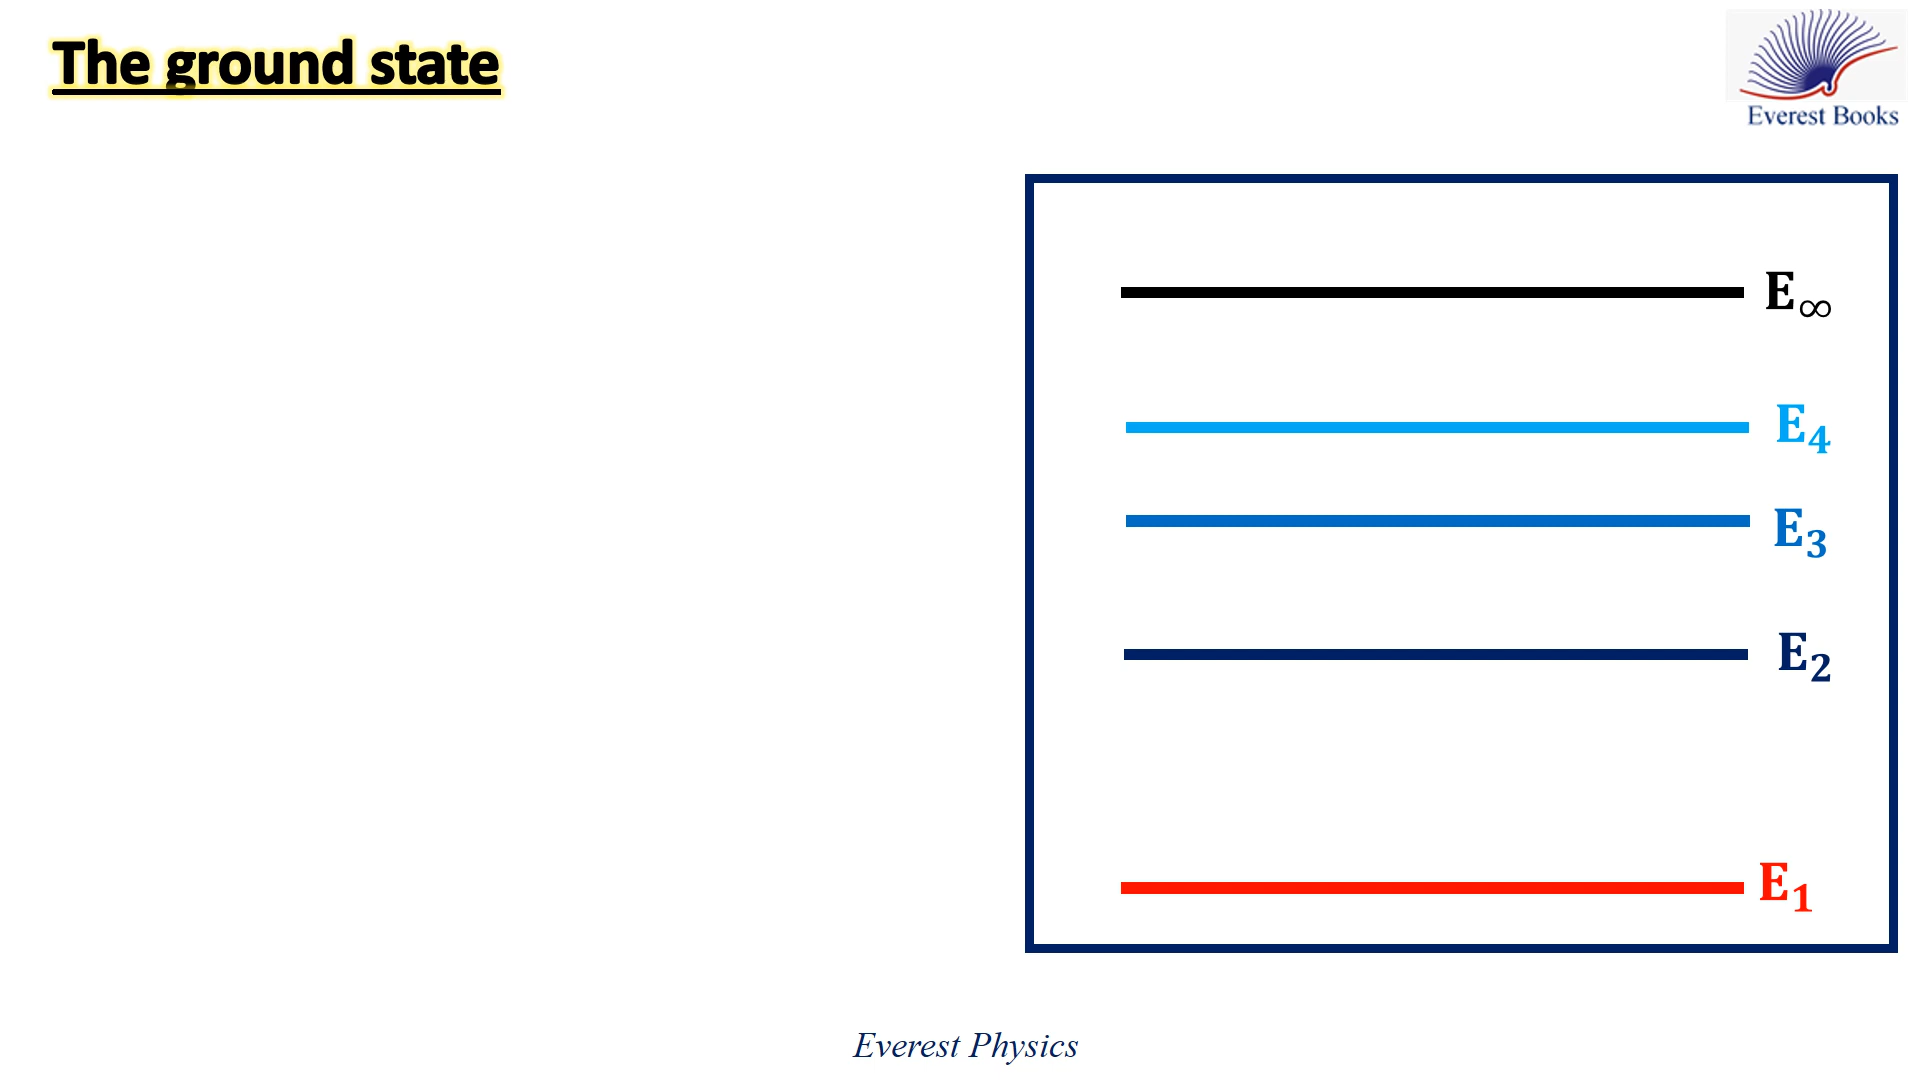 The ground state
Everest Books
E∞
E4
E3
E2
E1
Everest Physics